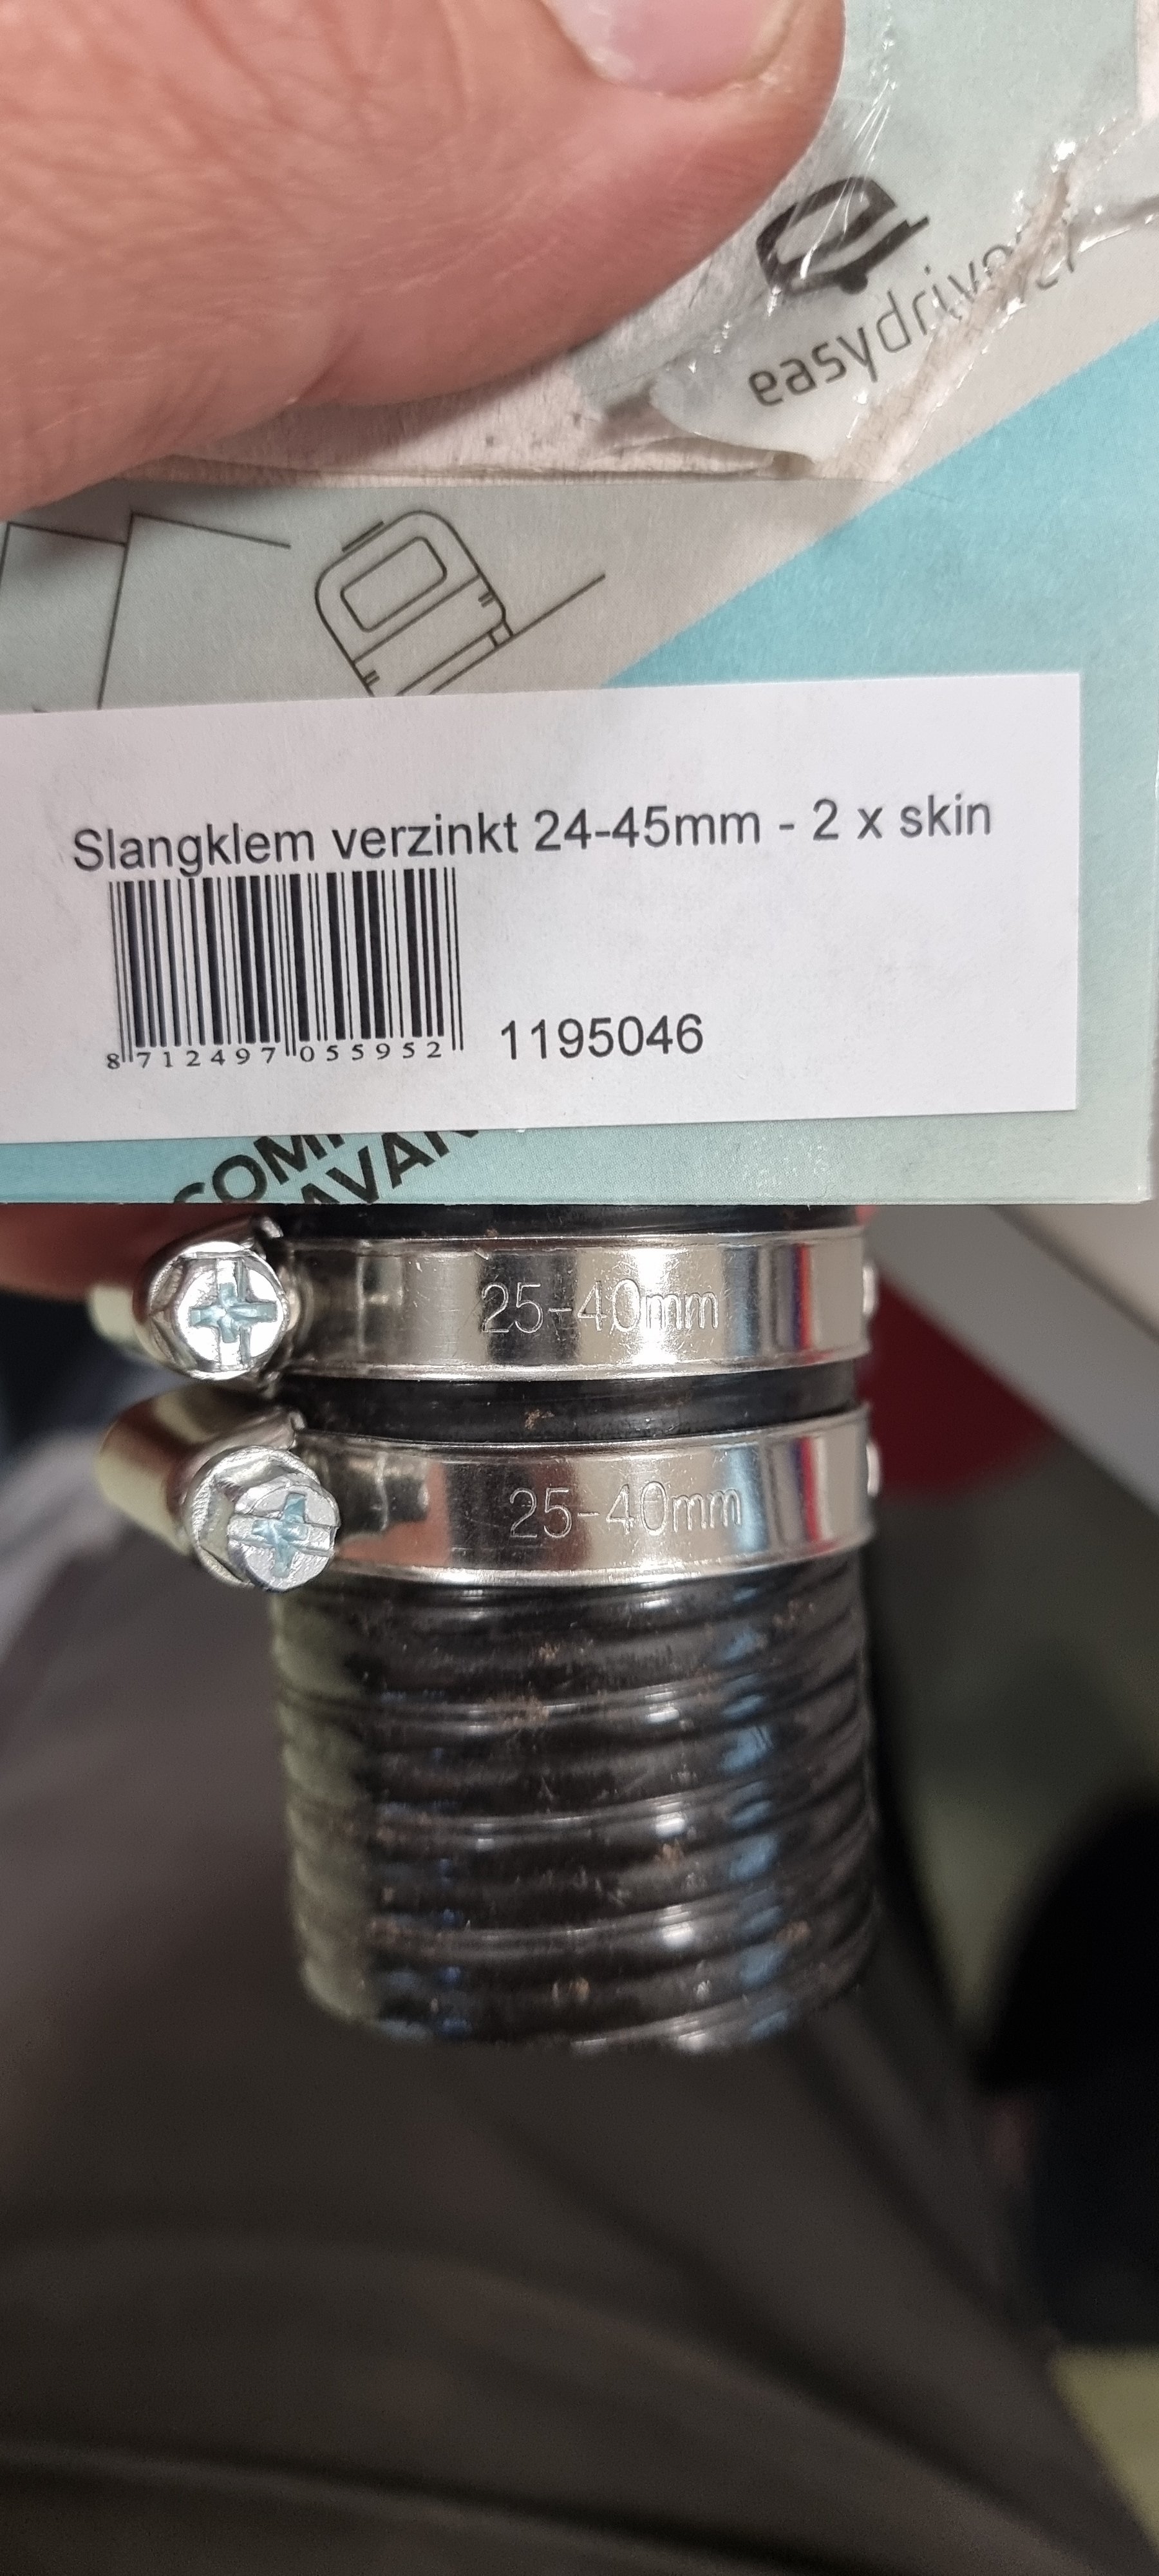 easydriver
Slangklem verzinkt 24-45mm - 2 x skin
8 712497 055952
1195046
25-40mm
25-40mm